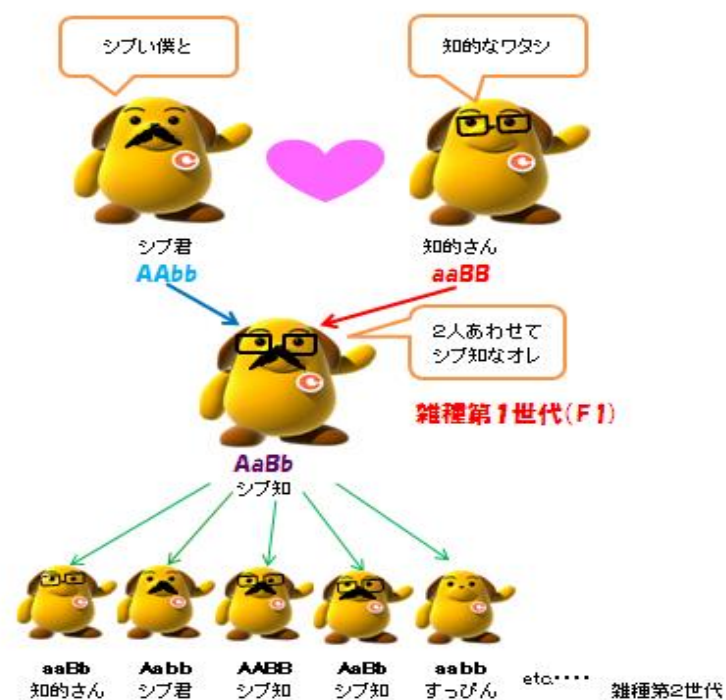 シブい僕と
知的なワタシ
シブ君
知的さん
AAbb
aaBB
2人あわせて
シブ知なオレ
雑種第1世代(F1)
AaBb
シブ知
aaBb
Aabb
AABB
AaBb
aabb
知的さん
シブ君
シブ知
シブ知
すっぴん
etc・・・・
雑種第2世代